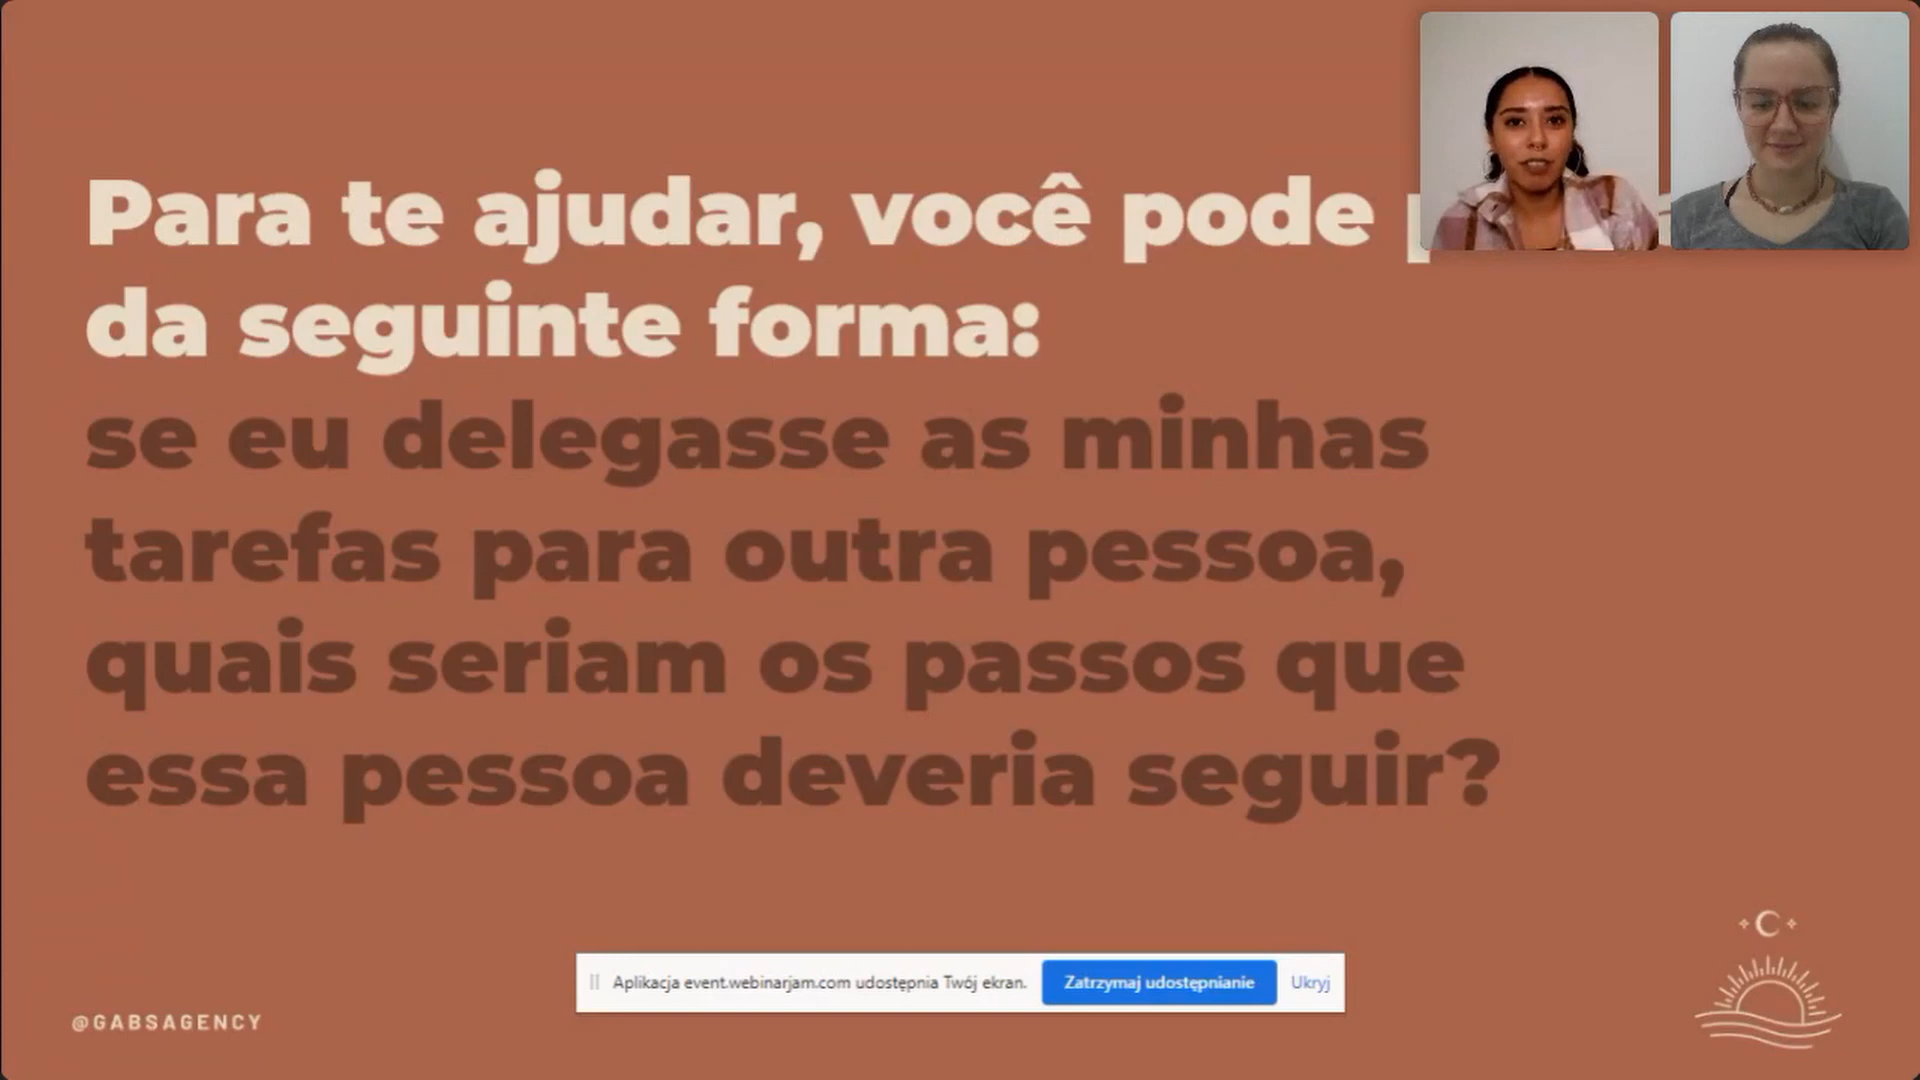 Para te ajudar, você pode
da seguinte forma:
se eu delegasse as minhas
tarefas para outra pessoa,
quais seriam os passos que
essa pessoa deveria seguir?
Aplikacja event.webinarjam.com udostępnia Twój ekran. Zatrzymaj udostępnianie Ukryj
@GABSAGENCY